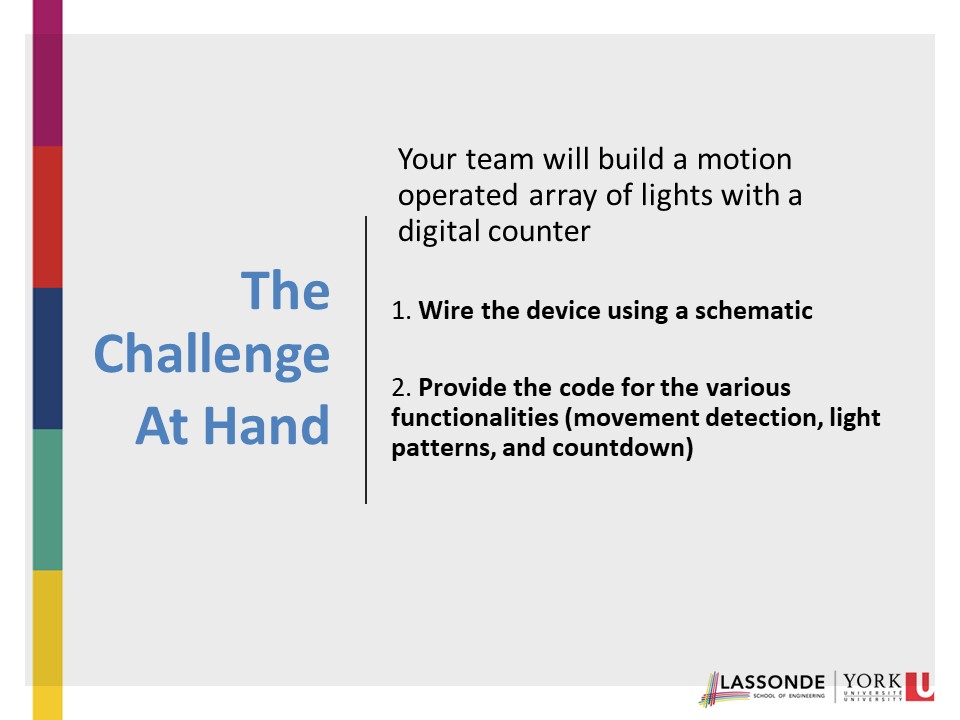 The
Challenge
At Hand
Your team will build a motion
operated array of lights with a
digital counter
1. Wire the device using a schematic
2. Provide the code for the various
functionalities (movement detection, light
patterns, and countdown)
LASSONDE
SCHOOL OF ENGINEERING
YORK
UNIVERSITÉ
UNIVERSITY
U